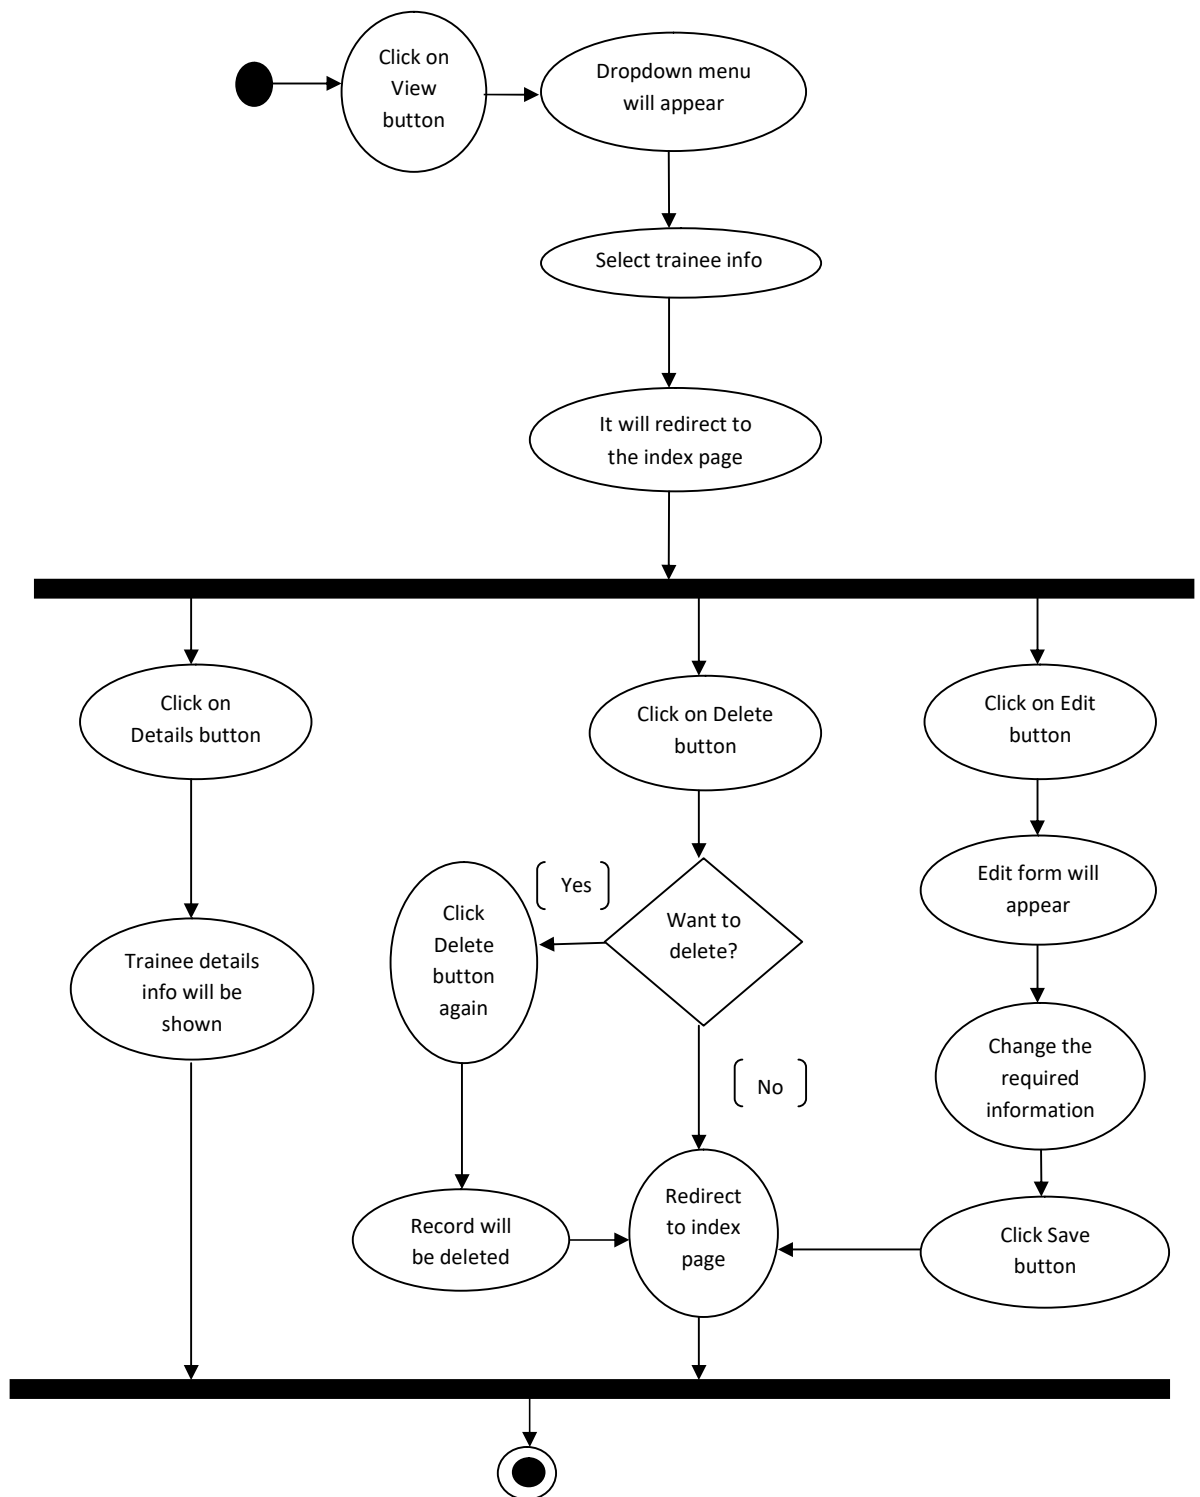 Click on
View
button
Dropdown menu
will appear
Select trainee info
It will redirect to
the index page
Click on
Details button
Click on Delete
button
Click on Edit
button
Trainee details
info will be
shown
Click
Delete
button
again
Yes
Want to
delete?
No
Edit form will
appear
Change the
required
information
Record will
be deleted
Redirect
to index
page
Click Save
button